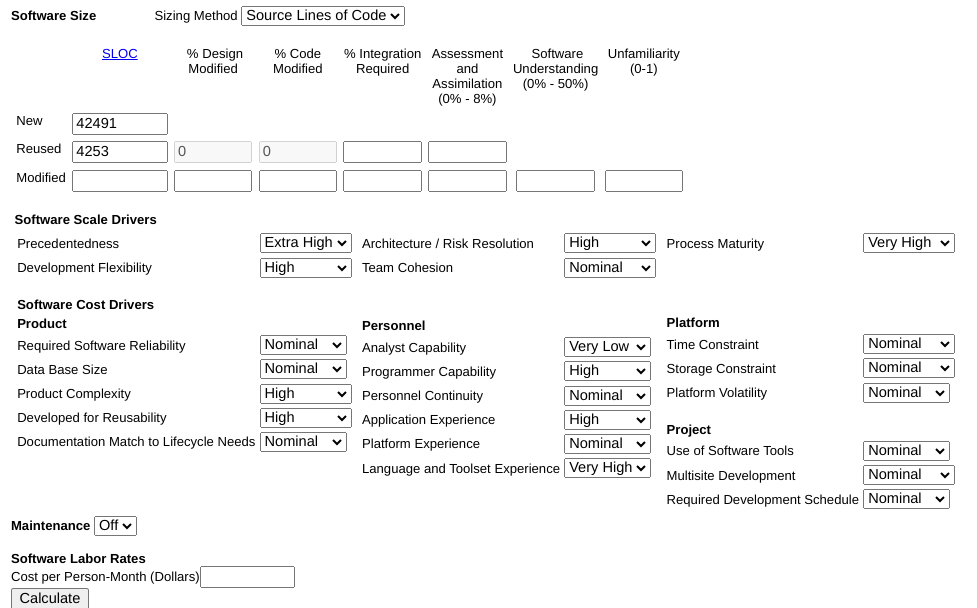 Software Size Sizing Method Source Lines of Code
SLOC % Design Modified % Code Modified % Integration Required Assessment and Assimilation (0% - 8%) Software Understanding (0% - 50%) Unfamiliarity (0-1)
New 42491
Reused 4253 0 0
Modified
Software Scale Drivers
Precedentedness Extra High Architecture / Risk Resolution High Process Maturity Very High
Development Flexibility High Team Cohesion Nominal
Software Cost Drivers
Product Personnel Platform
Required Software Reliability Nominal Analyst Capability Very Low Time Constraint Nominal
Data Base Size Nominal Programmer Capability High Storage Constraint Nominal
Product Complexity High Personnel Continuity Nominal Platform Volatility Nominal
Developed for Reusability High Application Experience High Project
Documentation Match to Lifecycle Needs Nominal Platform Experience Nominal Use of Software Tools Nominal
Language and Toolset Experience Very High Multisite Development Nominal
Required Development Schedule Nominal
Maintenance Off
Software Labor Rates
Cost per Person-Month (Dollars)
Calculate